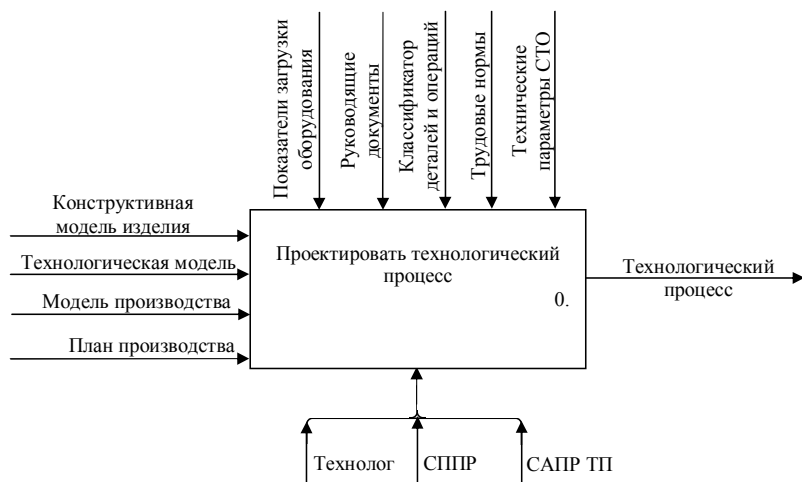 Показатели загрузки
оборудования
Руководящие
документы
Классификатор
деталей и операций
Трудовые нормы
Технические
параметры СТО
Конструктивная
модель изделия
Технологическая модель
Модель производства
План производства
Проектировать технологический
процесс
0.
Технологический
процесс
Технолог
СППР
САПР ТП